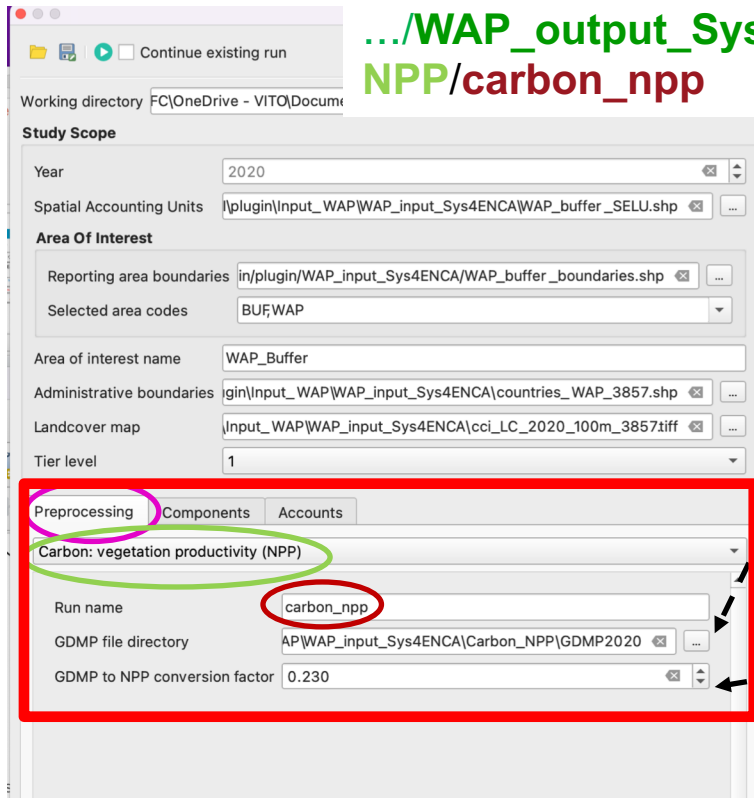 …/WAP_output_Sys
NPP/carbon_npp
Continue existing run
Working directory FC\OneDrive - VITO\Docume
Study Scope
Year 2020
Spatial Accounting Units l\plugin\Input_WAP\WAP_input_Sys4ENCA\WAP_buffer_SELU.shp ...
Area Of Interest
Reporting area boundaries in/plugin/WAP_input_Sys4ENCA/WAP_buffer_boundaries.shp ...
Selected area codes BUF,WAP
Area of interest name WAP_Buffer
Administrative boundaries ugin\Input_WAP\WAP_input_Sys4ENCA\countries_WAP_3857.shp ...
Landcover map \Input_WAP\WAP_input_Sys4ENCA\cci_LC_2020_100m_3857.tiff ...
Tier level 1
Preprocessing Components Accounts
Carbon: vegetation productivity (NPP)
Run name carbon_npp
GDMP file directory AP\WAP_input_Sys4ENCA\Carbon_NPP\GDMP2020 ...
GDMP to NPP conversion factor 0.230